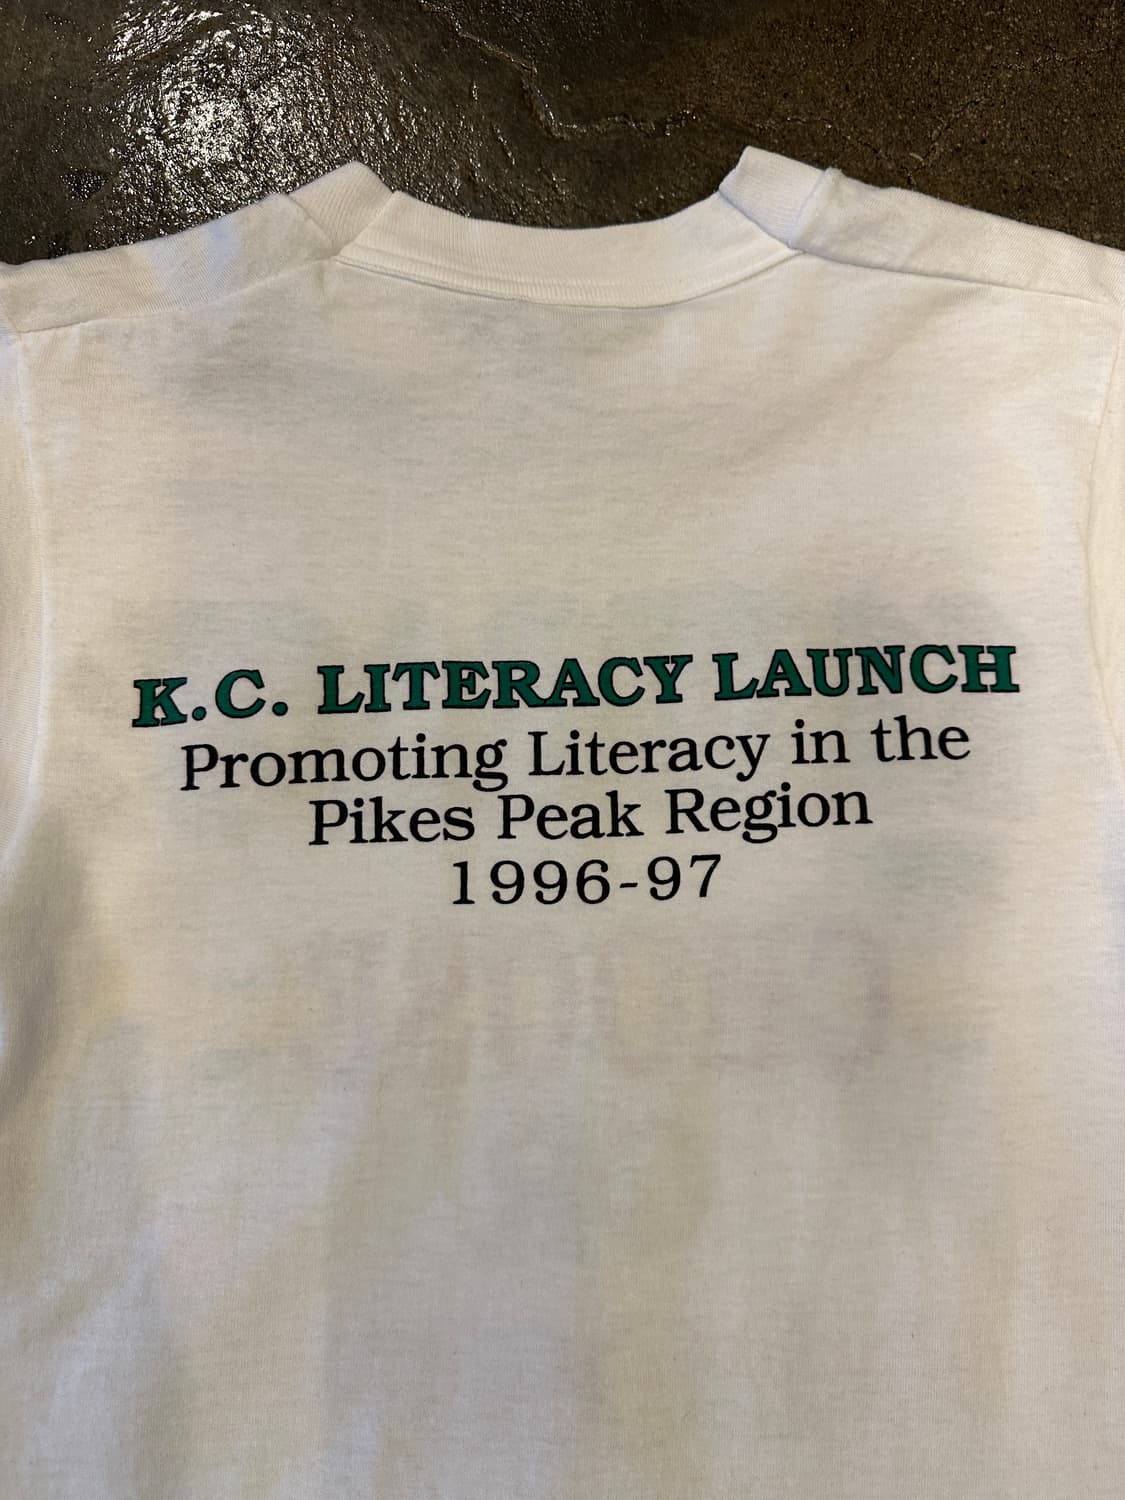 K.C. LITERACY LAUNCH
Promoting Literacy in the
Pikes Peak Region
1996-97